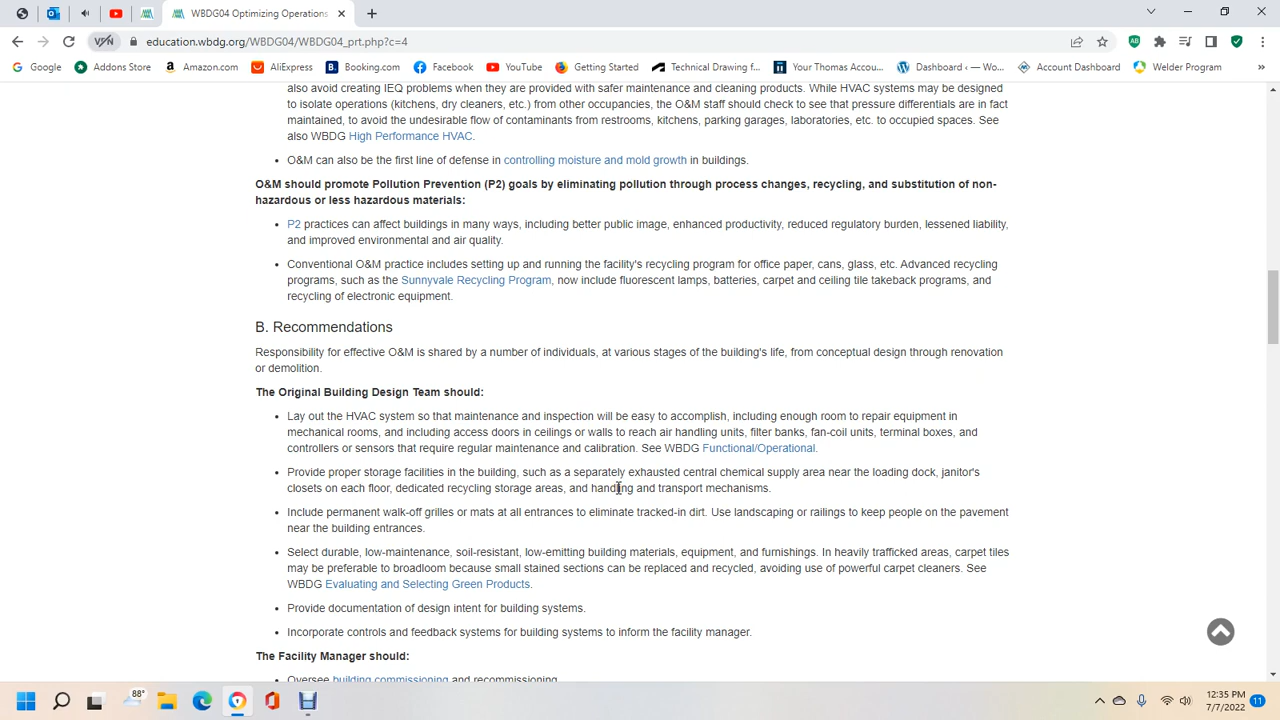 WBDG04 Optimizing Operations
education.wbdg.org/WBDG04/WBDG04_prt.php?c=4
Google Addons Store Amazon.com AliExpress Booking.com Facebook YouTube Getting Started Technical Drawing f... Your Thomas Accou... Dashboard ‹ — Wo... Account Dashboard Welder Program »
also avoid creating IEQ problems when they are provided with safer maintenance and cleaning products. While HVAC systems may be designed
to isolate operations (kitchens, dry cleaners, etc.) from other occupancies, the O&M staff should check to see that pressure differentials are in fact
maintained, to avoid the undesirable flow of contaminants from restrooms, kitchens, parking garages, laboratories, etc. to occupied spaces. See
also WBDG High Performance HVAC.
• O&M can also be the first line of defense in controlling moisture and mold growth in buildings.
O&M should promote Pollution Prevention (P2) goals by eliminating pollution through process changes, recycling, and substitution of non-
hazardous or less hazardous materials:
• P2 practices can affect buildings in many ways, including better public image, enhanced productivity, reduced regulatory burden, lessened liability,
and improved environmental and air quality.
• Conventional O&M practice includes setting up and running the facility's recycling program for office paper, cans, glass, etc. Advanced recycling
programs, such as the Sunnyvale Recycling Program, now include fluorescent lamps, batteries, carpet and ceiling tile takeback programs, and
recycling of electronic equipment.
B. Recommendations
Responsibility for effective O&M is shared by a number of individuals, at various stages of the building's life, from conceptual design through renovation
or demolition.
The Original Building Design Team should:
• Lay out the HVAC system so that maintenance and inspection will be easy to accomplish, including enough room to repair equipment in
mechanical rooms, and including access doors in ceilings or walls to reach air handling units, filter banks, fan-coil units, terminal boxes, and
controllers or sensors that require regular maintenance and calibration. See WBDG Functional/Operational.
• Provide proper storage facilities in the building, such as a separately exhausted central chemical supply area near the loading dock, janitor's
closets on each floor, dedicated recycling storage areas, and handling and transport mechanisms.
• Include permanent walk-off grilles or mats at all entrances to eliminate tracked-in dirt. Use landscaping or railings to keep people on the pavement
near the building entrances.
• Select durable, low-maintenance, soil-resistant, low-emitting building materials, equipment, and furnishings. In heavily trafficked areas, carpet tiles
may be preferable to broadloom because small stained sections can be replaced and recycled, avoiding use of powerful carpet cleaners. See
WBDG Evaluating and Selecting Green Products.
• Provide documentation of design intent for building systems.
• Incorporate controls and feedback systems for building systems to inform the facility manager.
The Facility Manager should:
• Oversee building commissioning and recommissioning.
88°
12:35 PM
7/7/2022
11